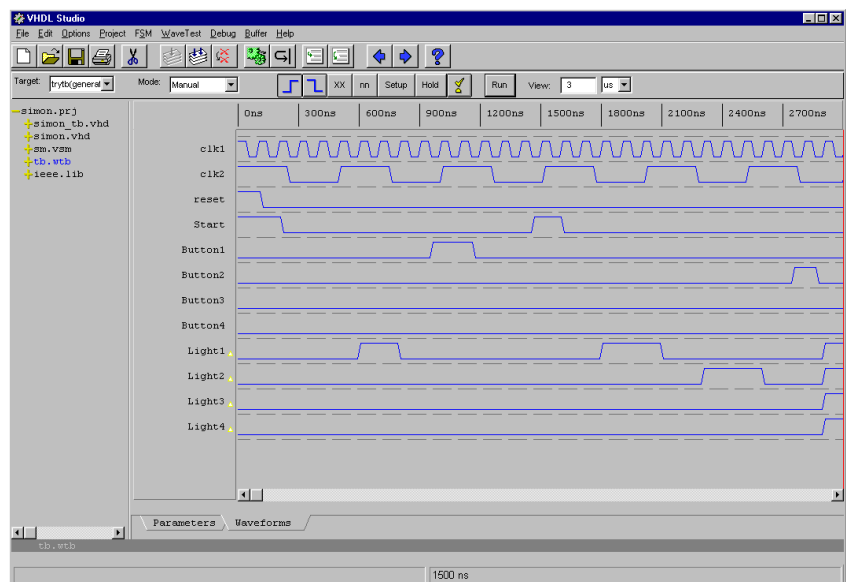 VHDL Studio
File Edit Options Project FSM WaveTest Debug Buffer Help
Target: trytb(general Mode: Manual XX nn Setup Hold Run View: 3 us
simon.prj
simon_tb.vhd
simon.vhd
sm.vsm
tb.wtb
ieee.lib
0ns 300ns 600ns 900ns 1200ns 1500ns 1800ns 2100ns 2400ns 2700ns
clk1
clk2
reset
Start
Button1
Button2
Button3
Button4
Light1
Light2
Light3
Light4
Parameters Waveforms
tb.wtb
1500 ns